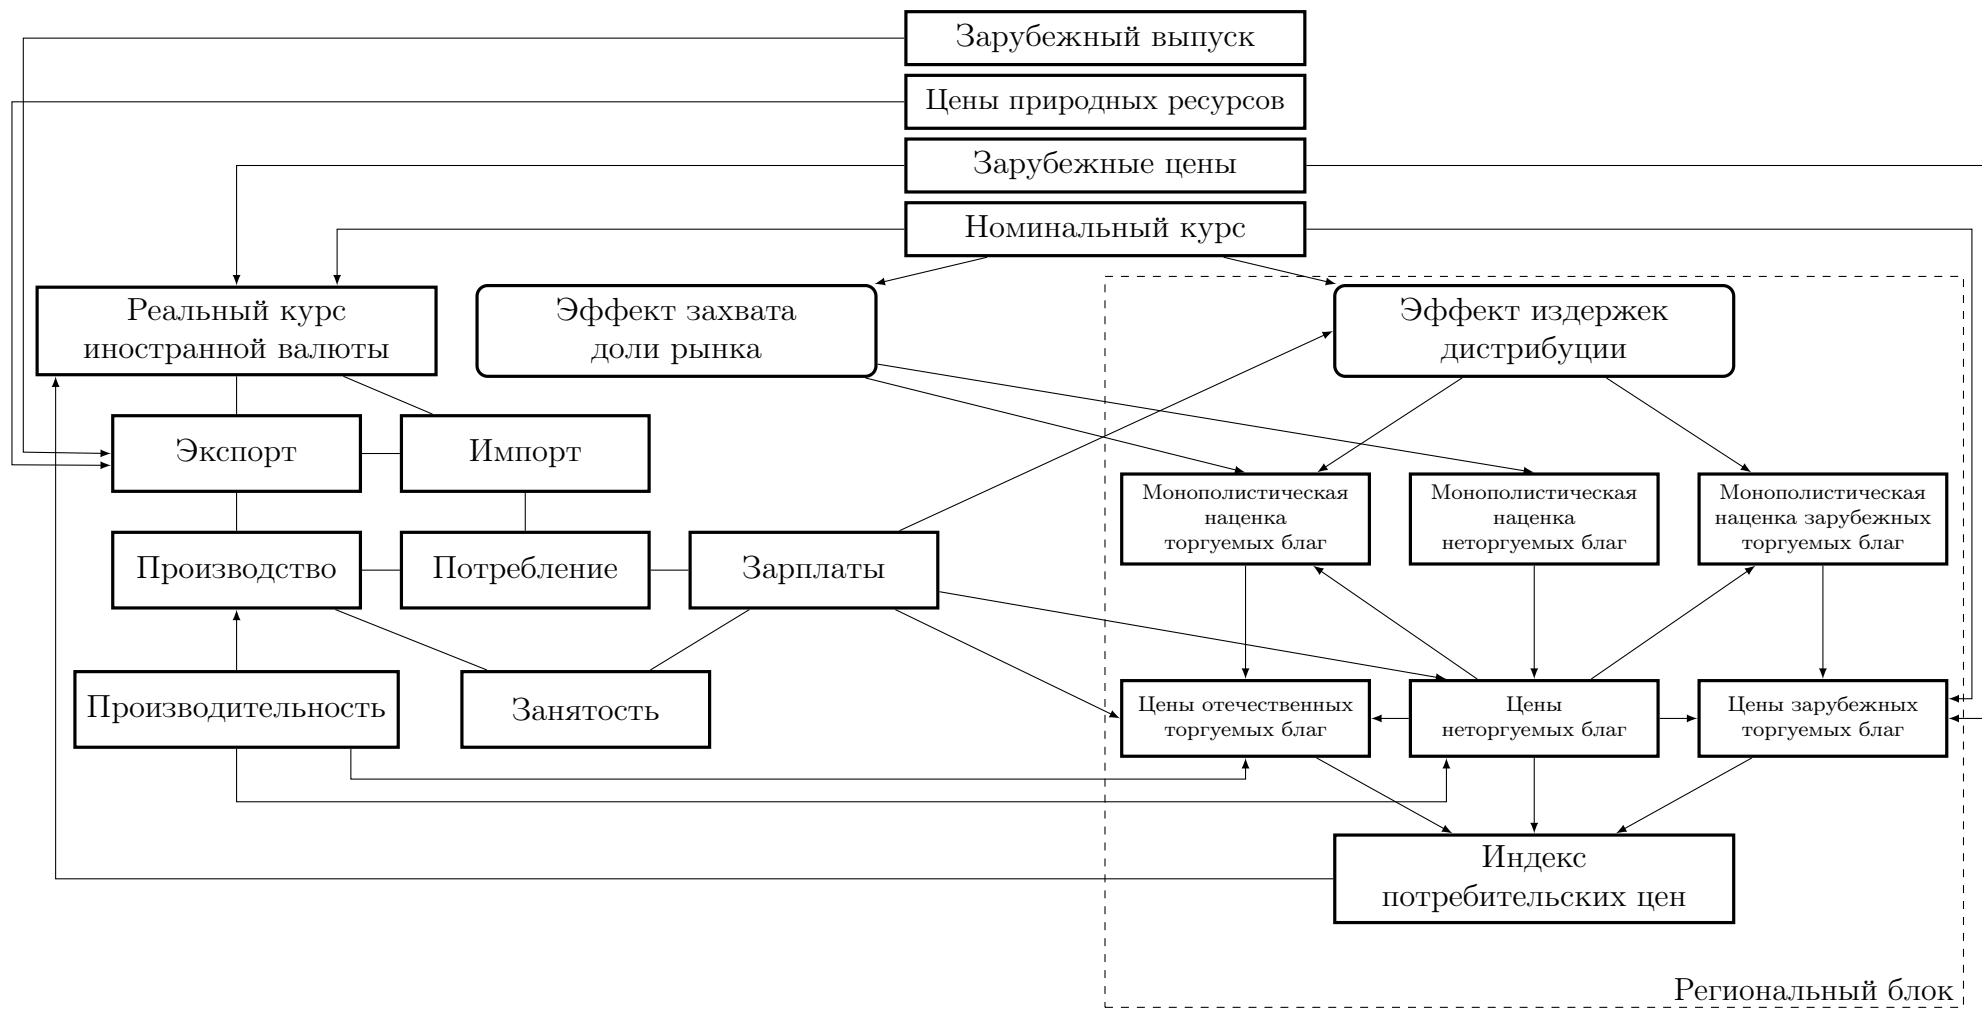 Зарубежный выпуск
Цены природных ресурсов
Зарубежные цены
Номинальный курс
Реальный курс
иностранной валюты
Эффект захвата
доли рынка
Эффект издержек
дистрибуции
Экспорт
Импорт
Монополистическая
наценка
торгуемых благ
Монополистическая
наценка
неторгуемых благ
Монополистическая
наценка зарубежных
торгуемых благ
Производство
Потребление
Зарплаты
Производительность
Занятость
Цены отечественных
торгуемых благ
Цены
неторгуемых благ
Цены зарубежных
торгуемых благ
Индекс
потребительских цен
Региональный блок